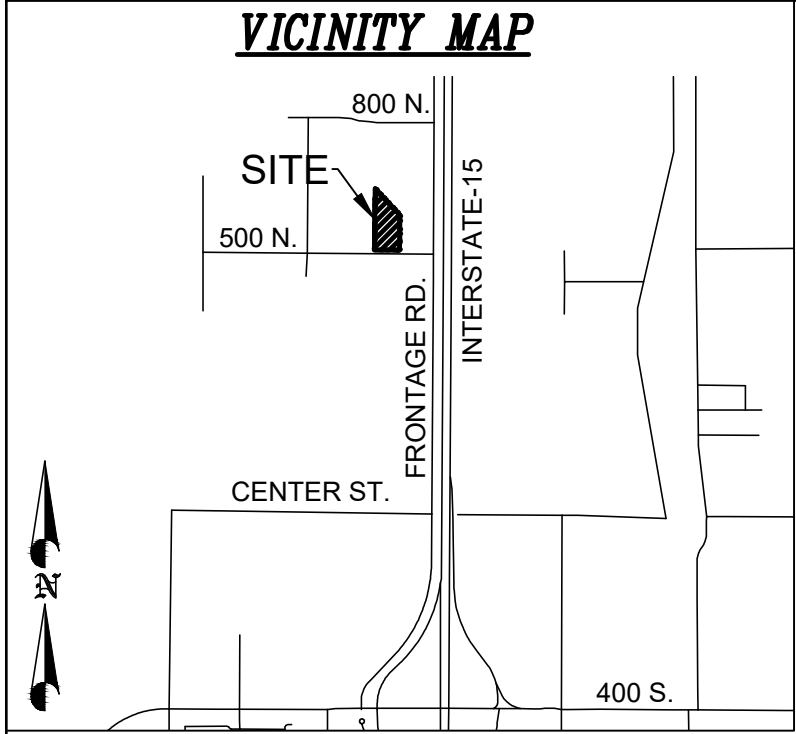 VICINITY MAP
800 N.
SITE
500 N.
INTERSTATE-15
FRONTAGE RD.
CENTER ST.
N
400 S.